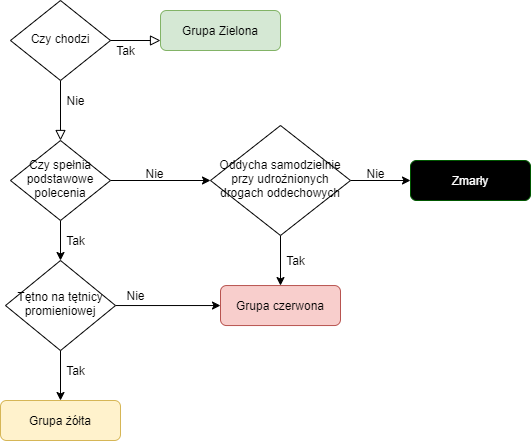 Czy chodzi
Tak
Grupa Zielona
Nie
Czy spełnia
podstawowe
polecenia
Nie
Oddycha samodzielnie
przy udrożnionych
drogach oddechowych
Nie
Zmarły
Tak
Tak
Tętno na tętnicy
promieniowej
Nie
Grupa czerwona
Tak
Grupa żółta